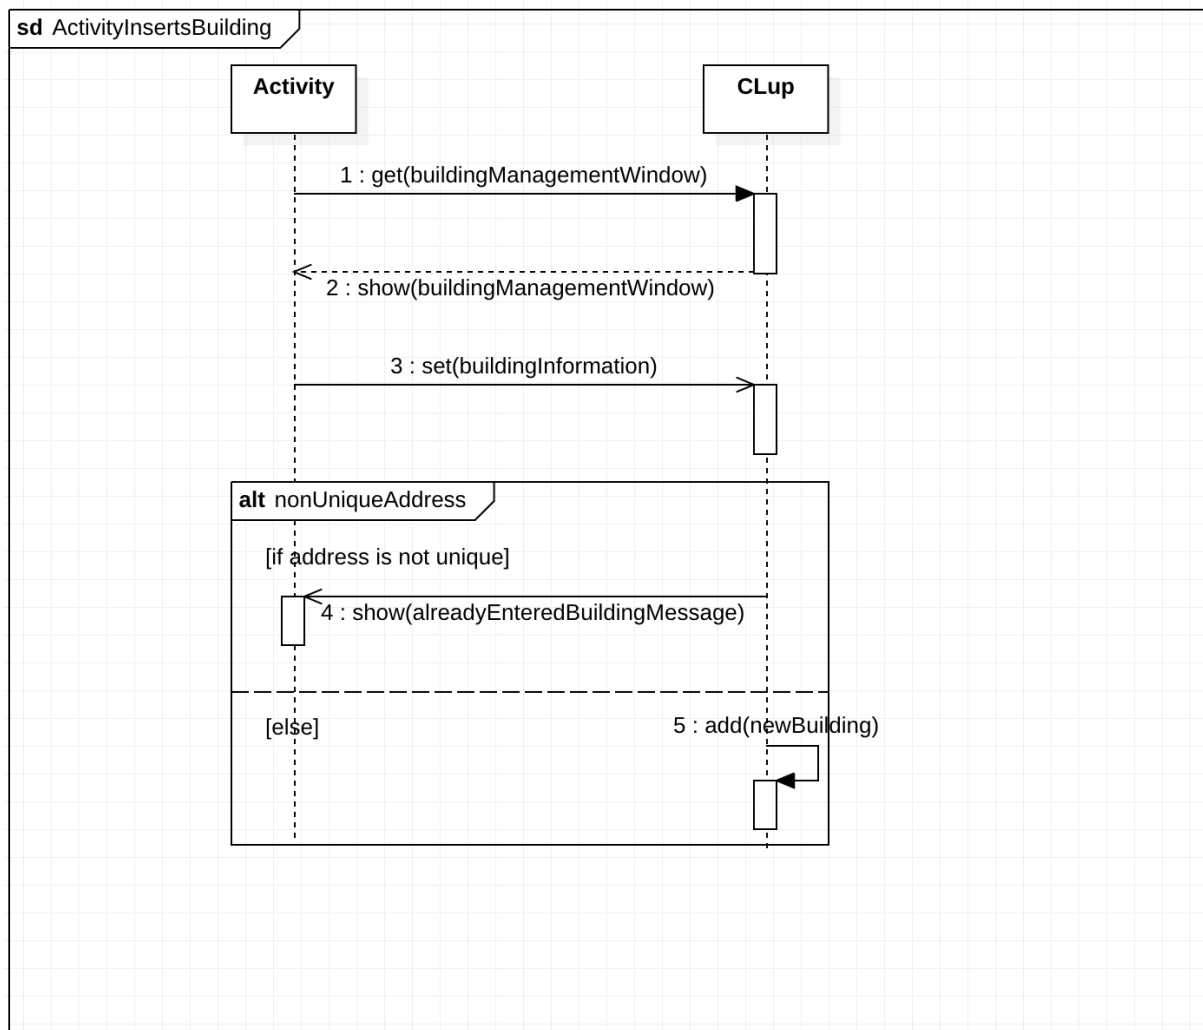 sd ActivityInsertsBuilding
Activity
CLup
1 : get(buildingManagementWindow)
2 : show(buildingManagementWindow)
3 : set(buildingInformation)
alt nonUniqueAddress
[if address is not unique]
4 : show(alreadyEnteredBuildingMessage)
[else]
5 : add(newBuilding)